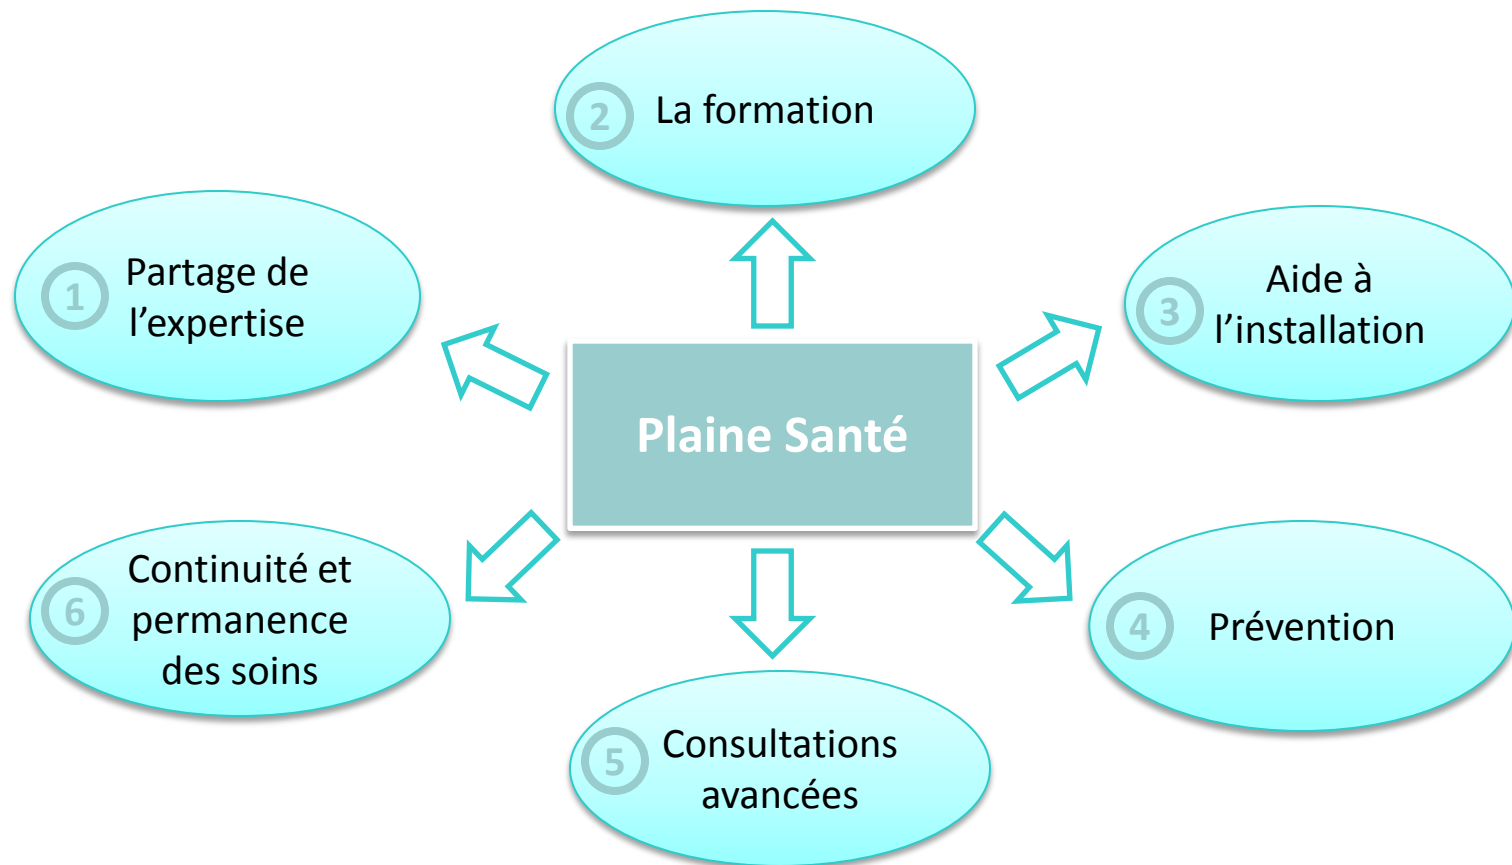 2
La formation
1
Partage de
l’expertise
3
Aide à
l’installation
Plaine Santé
6
Continuité et
permanence
des soins
4
Prévention
5
Consultations
avancées